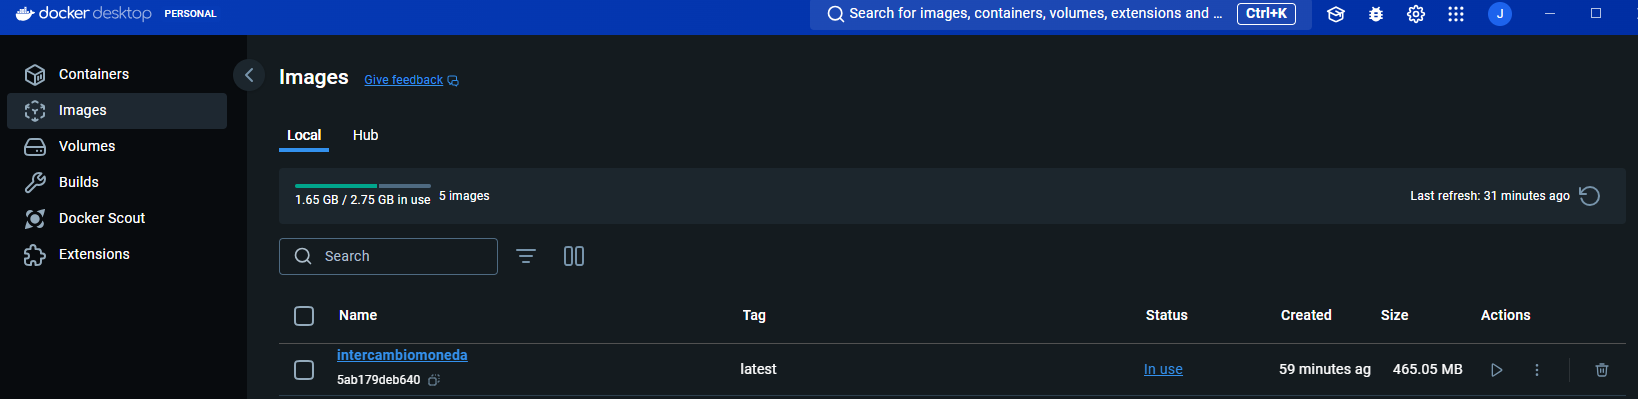 docker desktop PERSONAL
Search for images, containers, volumes, extensions and ...
Ctrl+K
J
Containers
Images
Volumes
Builds
Docker Scout
Extensions
Images
Give feedback
Local
Hub
1.65 GB / 2.75 GB in use
5 images
Last refresh: 31 minutes ago
Search
Name
Tag
Status
Created
Size
Actions
intercambiomoneda
5ab179deb640
latest
In use
59 minutes ag
465.05 MB